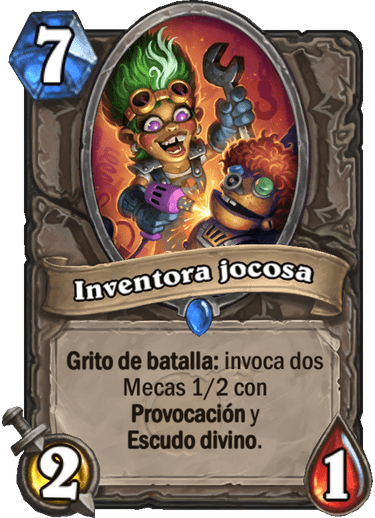 7
Inventora jocosa
Grito de batalla: invoca dos
Mecas 1/2 con
Provocación y
Escudo divino.
2
1